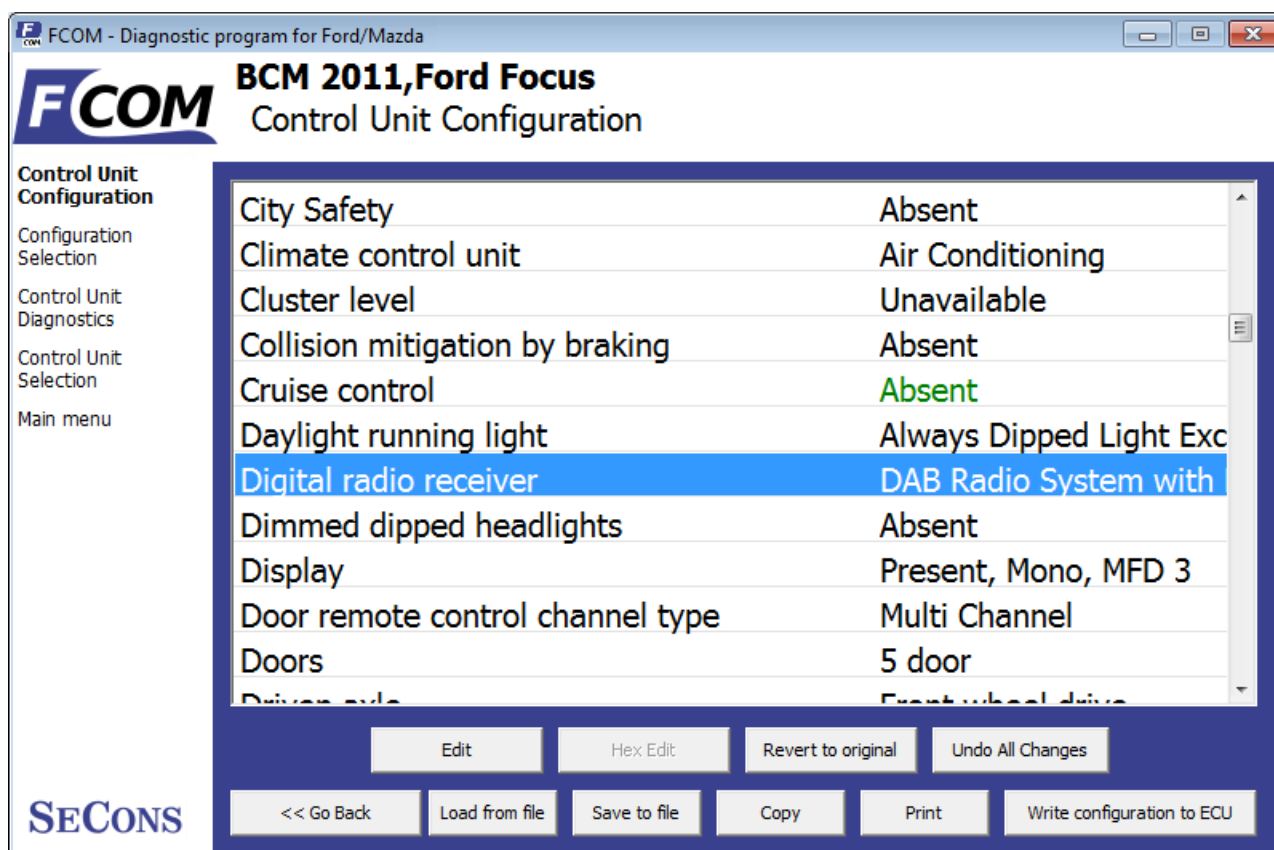 FCOM - Diagnostic program for Ford/Mazda
FCOM
BCM 2011,Ford Focus
Control Unit Configuration
Control Unit
Configuration
Configuration
Selection
Control Unit
Diagnostics
Control Unit
Selection
Main menu
City Safety Absent
Climate control unit Air Conditioning
Cluster level Unavailable
Collision mitigation by braking Absent
Cruise control Absent
Daylight running light Always Dipped Light Exc
Digital radio receiver DAB Radio System with
Dimmed dipped headlights Absent
Display Present, Mono, MFD 3
Door remote control channel type Multi Channel
Doors 5 door
Driven axle Front wheel drive
Edit Hex Edit Revert to original Undo All Changes
<< Go Back Load from file Save to file Copy Print Write configuration to ECU
SECONS